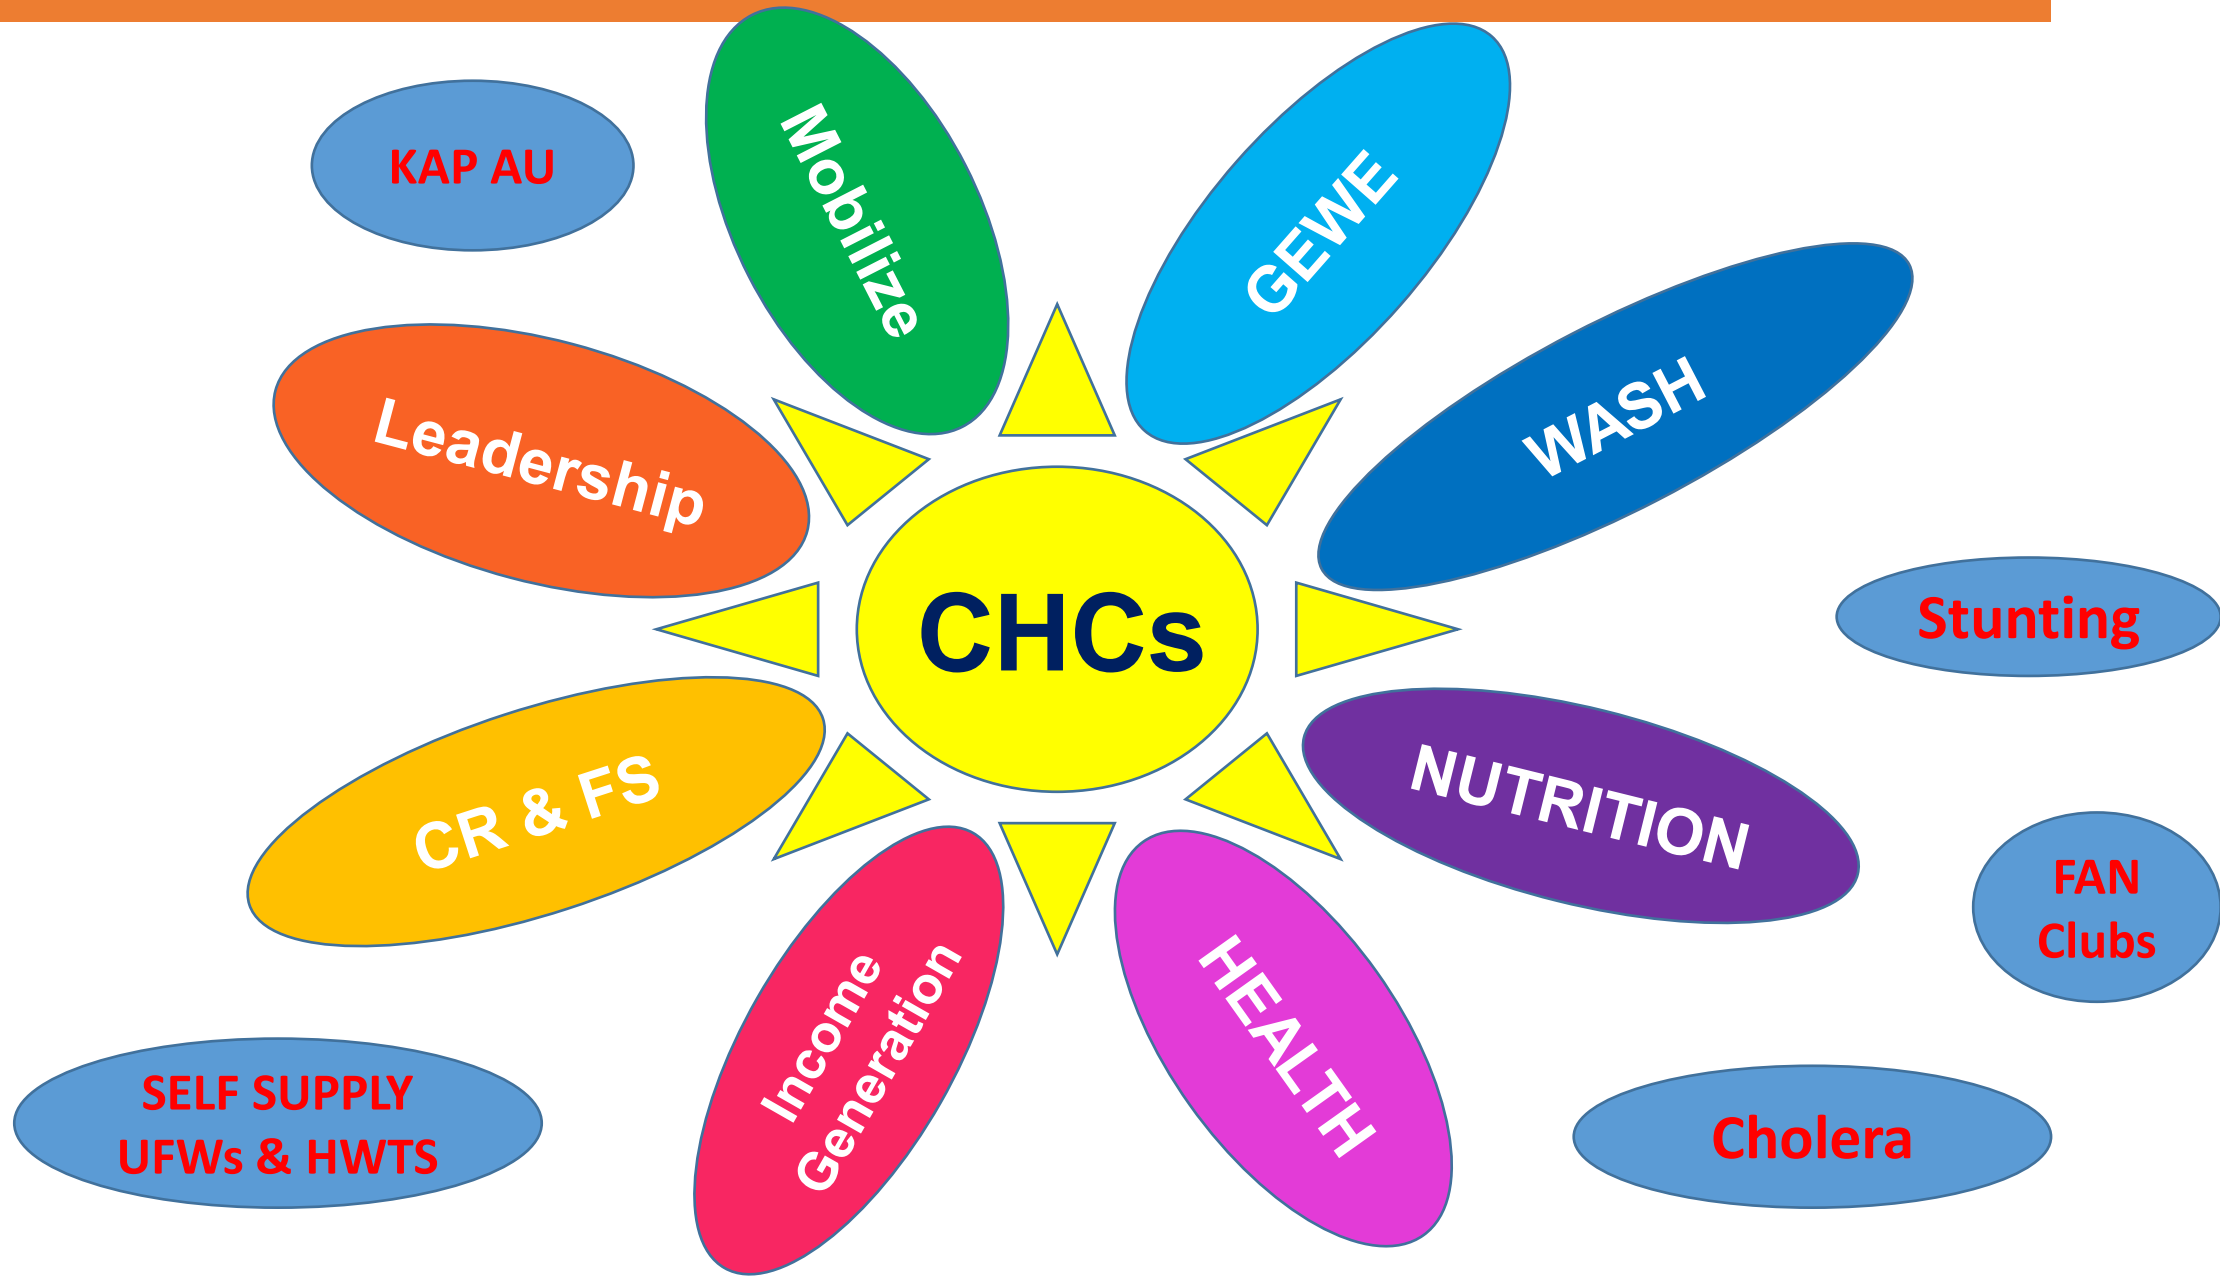 Mobilize
GEWE
KAP AU
WASH
Leadership
CHCs
Stunting
NUTRITION
CR & FS
FAN
Clubs
Income
Generation
HEALTH
SELF SUPPLY
UFWs & HWTS
Cholera